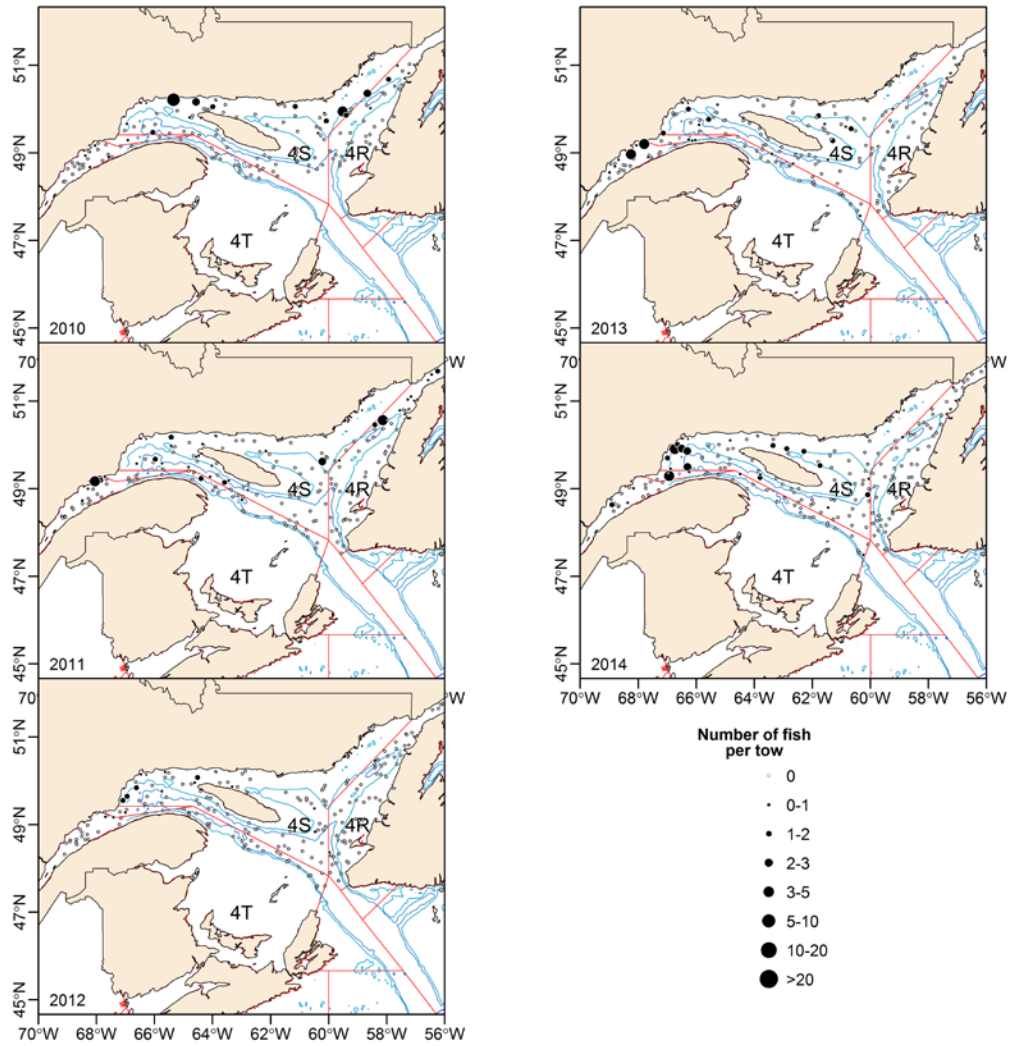 51°N
49°N
47°N
45°N
4S
4R
4T
2010
51°N
49°N
47°N
45°N
4S
4R
4T
2013
70°
W
51°N
49°N
47°N
45°N
4S
4R
4T
2011
70°
W
51°N
49°N
47°N
45°N
4S
4R
4T
2014
70°W 68°W 66°W 64°W 62°W 60°W 58°W 56°W
70°
W
51°N
49°N
47°N
45°N
4S
4R
4T
2012
70°W 68°W 66°W 64°W 62°W 60°W 58°W 56°W
Number of fish
per tow
0
0-1
1-2
2-3
3-5
5-10
10-20
>20